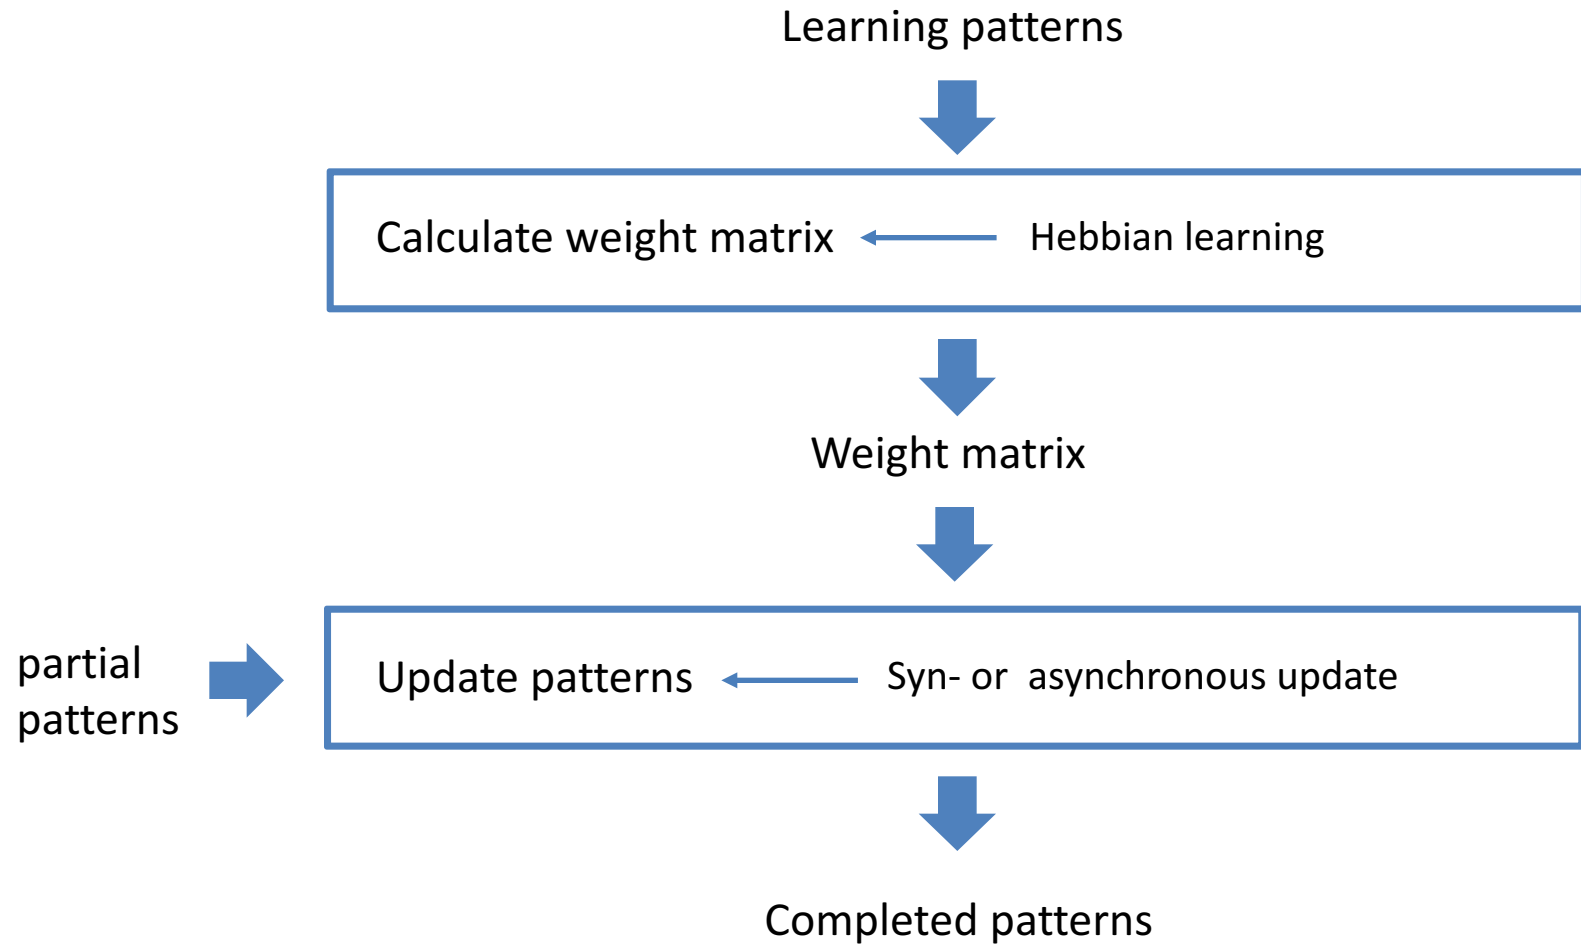 Learning patterns
Calculate weight matrix
Hebbian learning
Weight matrix
partial
patterns
Update patterns
Syn- or  asynchronous update
Completed patterns